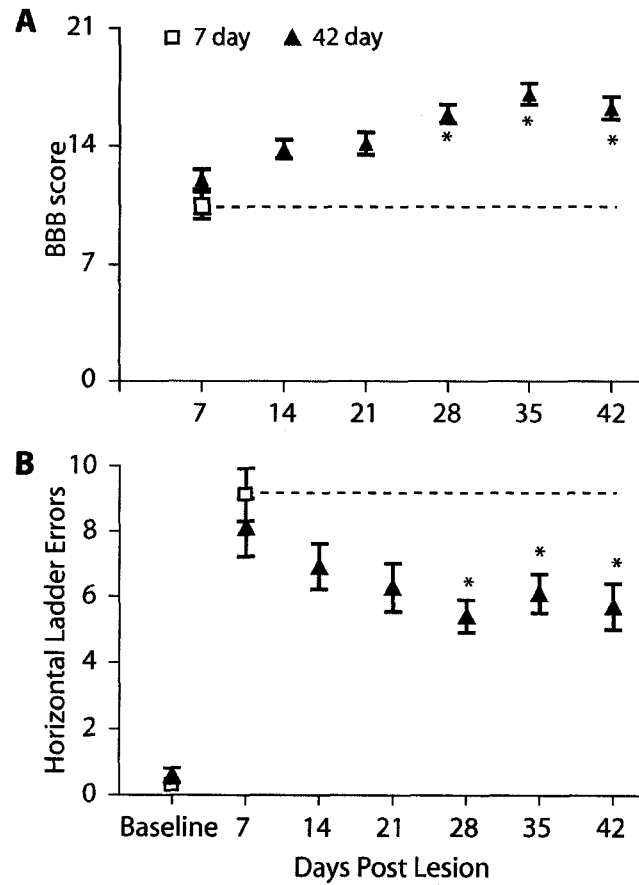 A
21
7 day
42 day
14
7
0
BBB score
*
*
*
7 14 21 28 35 42
B
10
8
6
4
2
0
Horizontal Ladder Errors
*
*
*
Baseline 7 14 21 28 35 42
Days Post Lesion